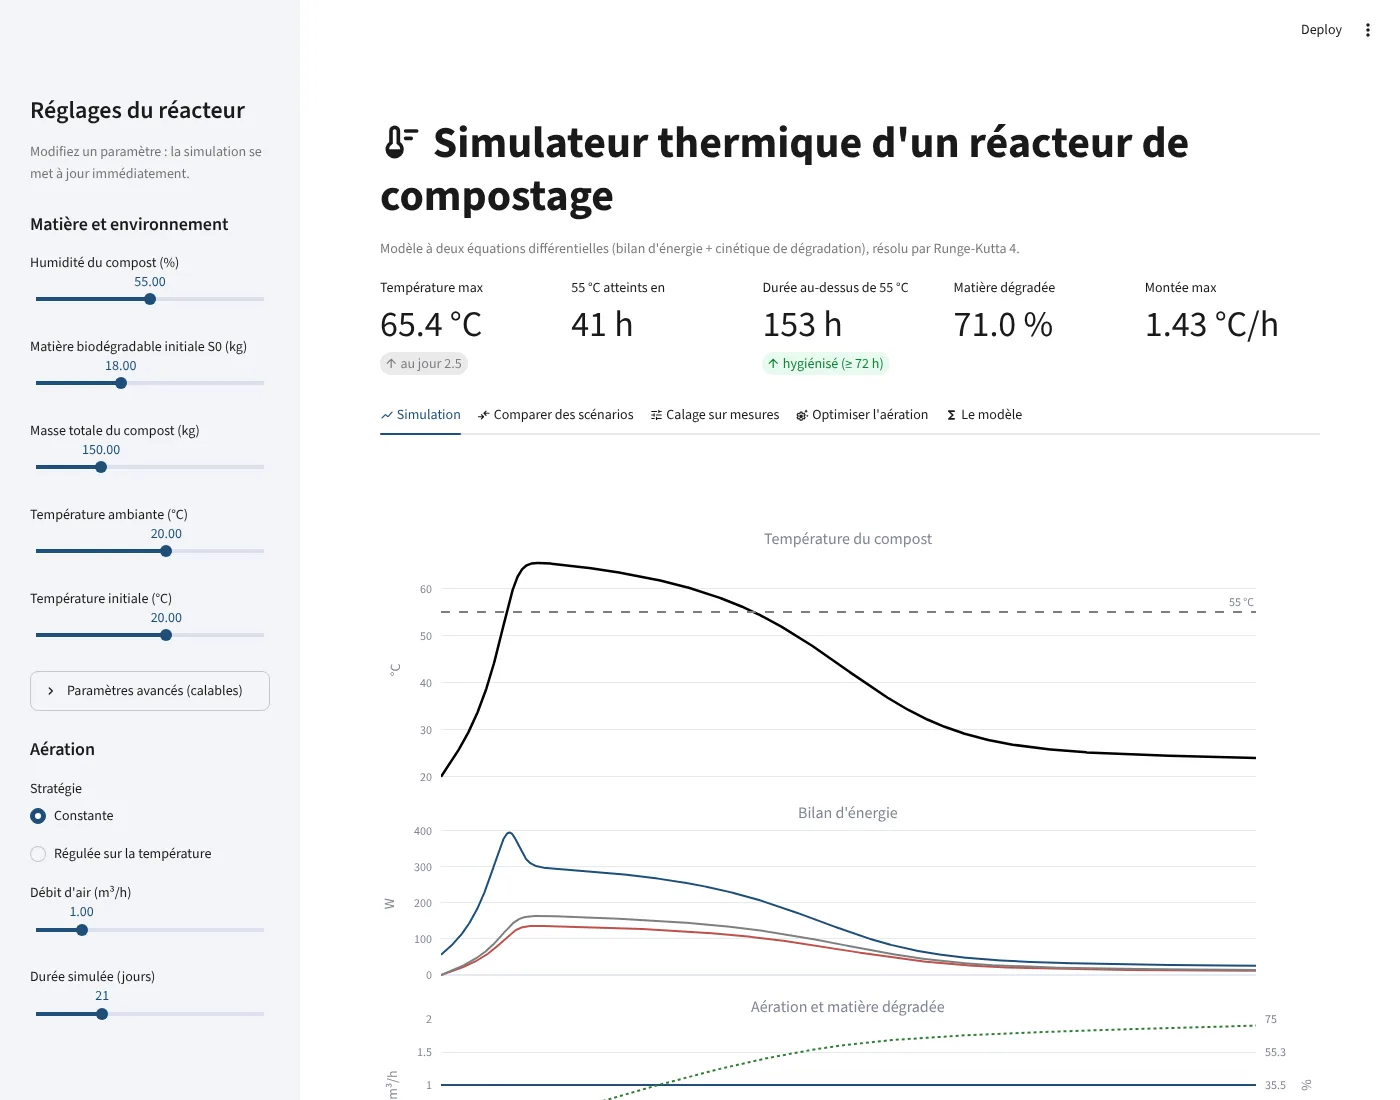 Deploy
Réglages du réacteur
Modifiez un paramètre : la simulation se
met à jour immédiatement.
Matière et environnement
Humidité du compost (%)
55.00
Matière biodégradable initiale S0 (kg)
18.00
Masse totale du compost (kg)
150.00
Température ambiante (°C)
20.00
Température initiale (°C)
20.00
Paramètres avancés (calables)
Aération
Stratégie
Constante
Régulée sur la température
Débit d'air (m³/h)
1.00
Durée simulée (jours)
21
Simulateur thermique d'un réacteur de
compostage
Modèle à deux équations différentielles (bilan d'énergie + cinétique de dégradation), résolu par Runge-Kutta 4.
Température max
65.4 °C
↑ au jour 2.5
55 °C atteints en
41 h
Durée au-dessus de 55 °C
153 h
↑ hygiénisé (≥ 72 h)
Matière dégradée
71.0 %
Montée max
1.43 °C/h
Simulation
Comparer des scénarios
Calage sur mesures
Optimiser l'aération
Σ Le modèle
Température du compost
60
55 °C
50
°C
40
30
20
Bilan d'énergie
400
300
W
200
100
0
Aération et matière dégradée
2
75
1.5
55.3
m³/h
1
35.5
%